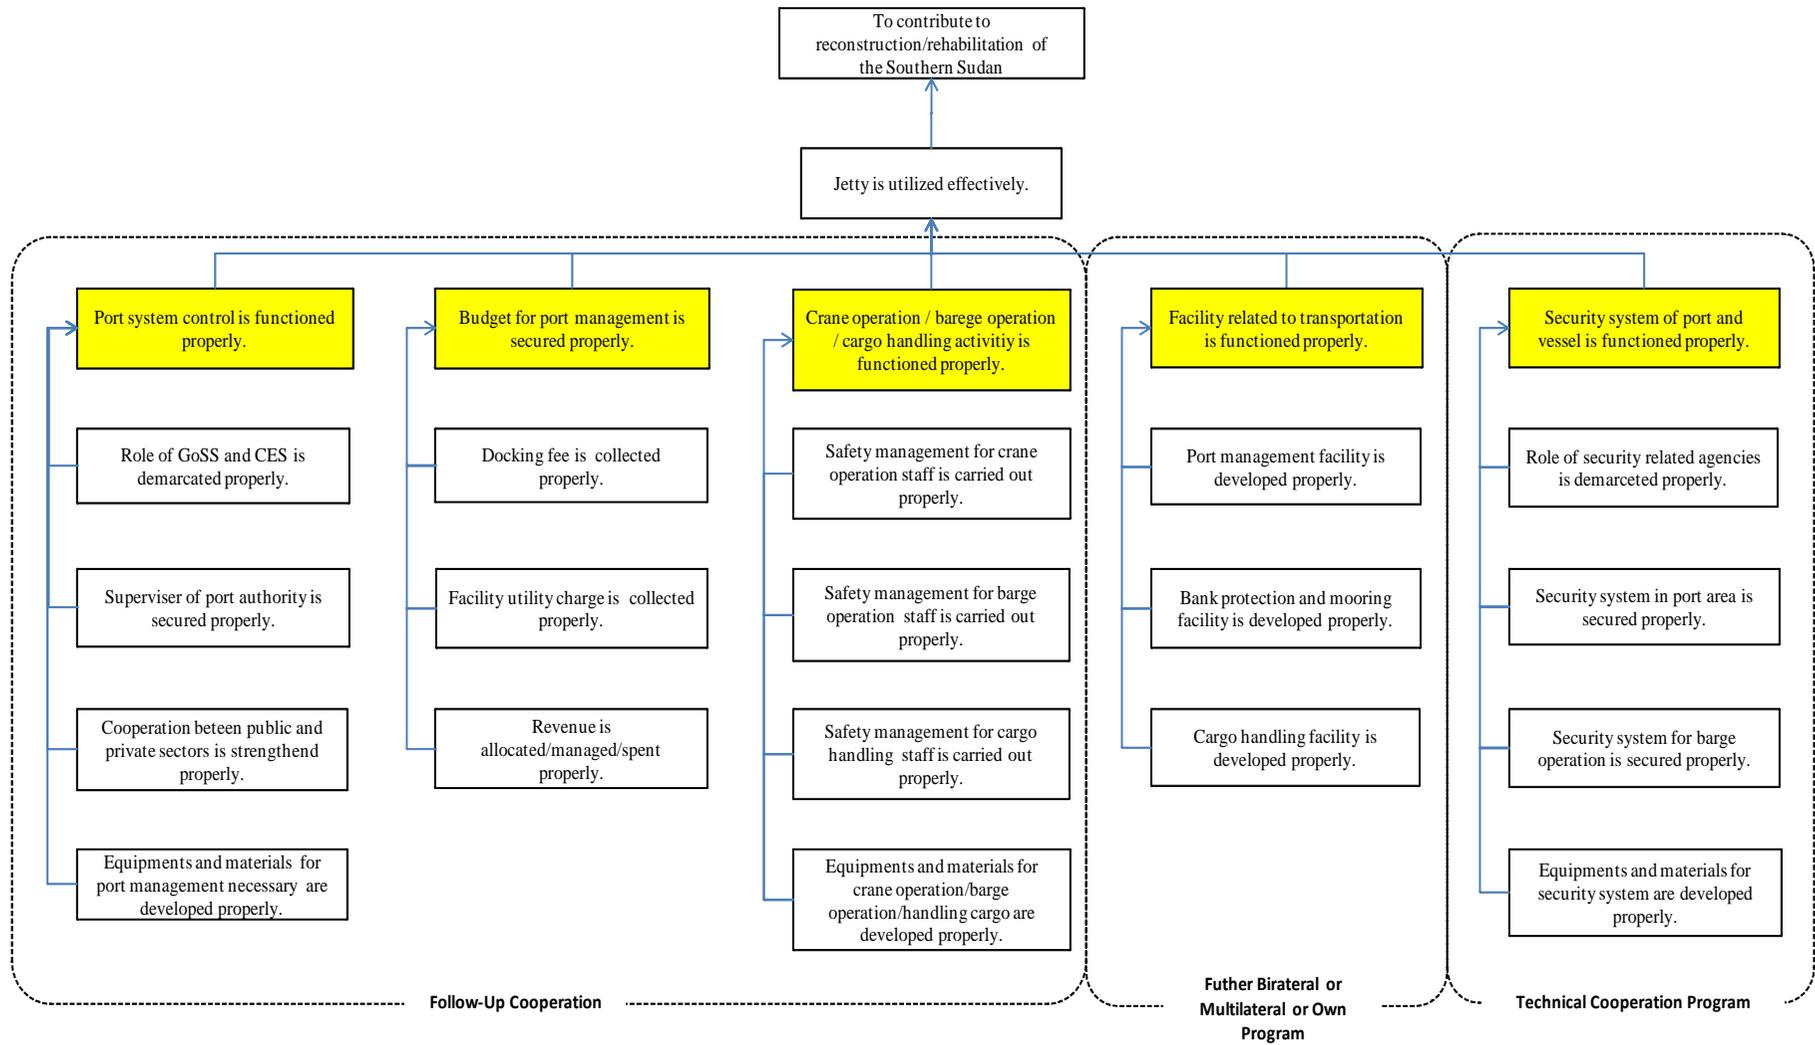 To contribute to
reconstruction/rehabilitation of
the Southern Sudan
Jetty is utilized effectively.
Port system control is functioned
properly.
Role of GoSS and CES is
demarcated properly.
Superviser of port authority is
secured properly.
Cooperation beteen public and
private sectors is strengthend
properly.
Equipments and materials for
port management necessary are
developed properly.
Budget for port management is
secured properly.
Docking fee is collected
properly.
Facility utility charge is collected
properly.
Revenue is
allocated/managed/spent
properly.
Crane operation / barege operation
/ cargo handling activitiy is
functioned properly.
Safety management for crane
operation staff is carried out
properly.
Safety management for barge
operation staff is carried out
properly.
Safety management for cargo
handling staff is carried out
properly.
Equipments and materials for
crane operation/barge
operation/handling cargo are
developed properly.
Facility related to transportation
is functioned properly.
Port management facility is
developed properly.
Bank protection and mooring
facility is developed properly.
Cargo handling facility is
developed properly.
Security system of port and
vessel is functioned properly.
Role of security related agencies
is demarceted properly.
Security system in port area is
secured properly.
Security system for barge
operation is secured properly.
Equipments and materials for
security system are developed
properly.
Follow-Up Cooperation
Futher Birateral or
Multilateral or Own
Program
Technical Cooperation Program